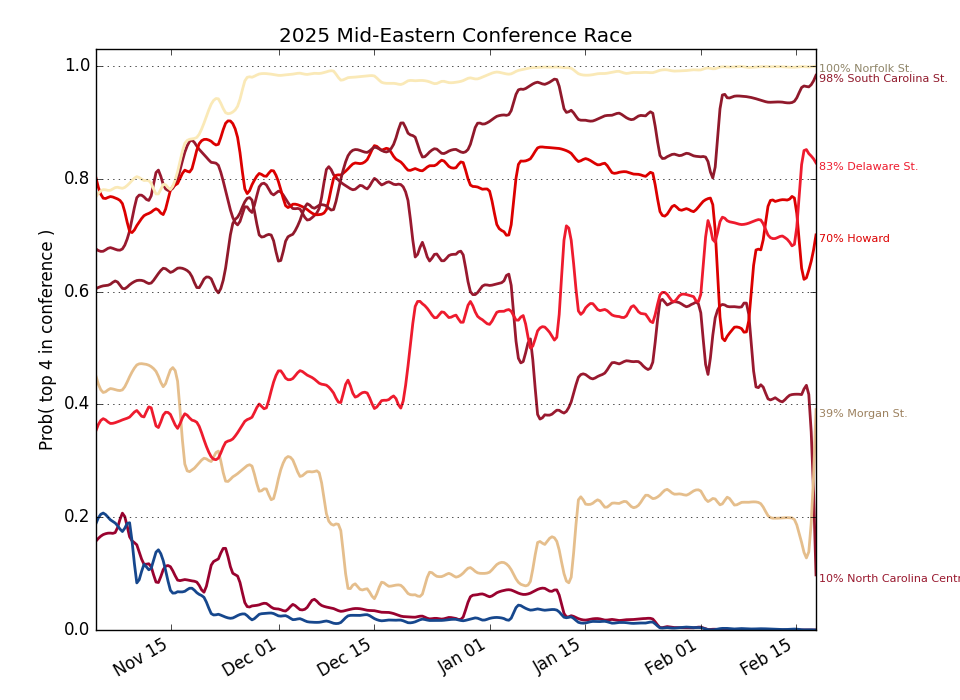 2025 Mid-Eastern Conference Race
1.0
0.8
0.6
0.4
0.2
0.0
Prob( top 4 in conference )
100% Norfolk St.
98% South Carolina St.
83% Delaware St.
70% Howard
39% Morgan St.
10% North Carolina Centr
Nov 15
Dec 01
Dec 15
Jan 01
Jan 15
Feb 01
Feb 15